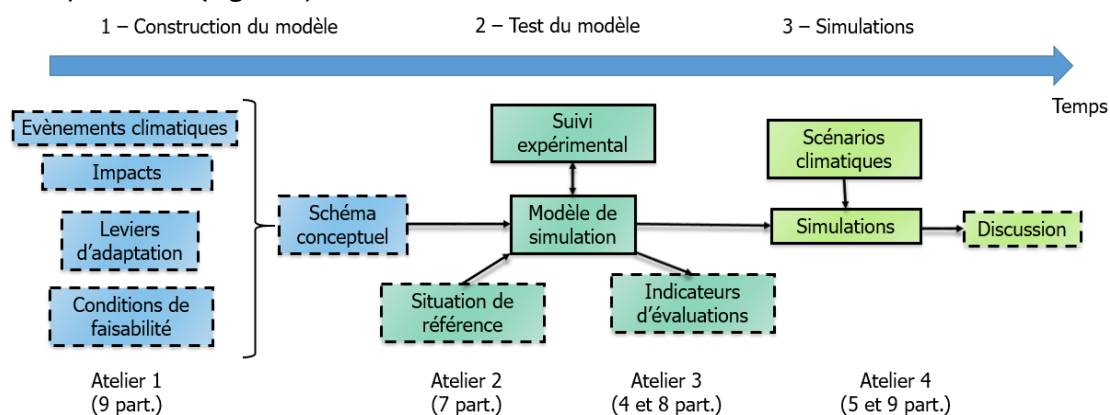 1 – Construction du modèle
2 – Test du modèle
3 – Simulations
Temps
Evènements climatiques
Impacts
Leviers
d'adaptation
Conditions de
faisabilité
Schéma
conceptuel
Suivi
expérimental
Modèle de
simulation
Situation de
référence
Indicateurs
d'évaluations
Scénarios
climatiques
Simulations
Discussion
Atelier 1
(9 part.)
Atelier 2
(7 part.)
Atelier 3
(4 et 8 part.)
Atelier 4
(5 et 9 part.)